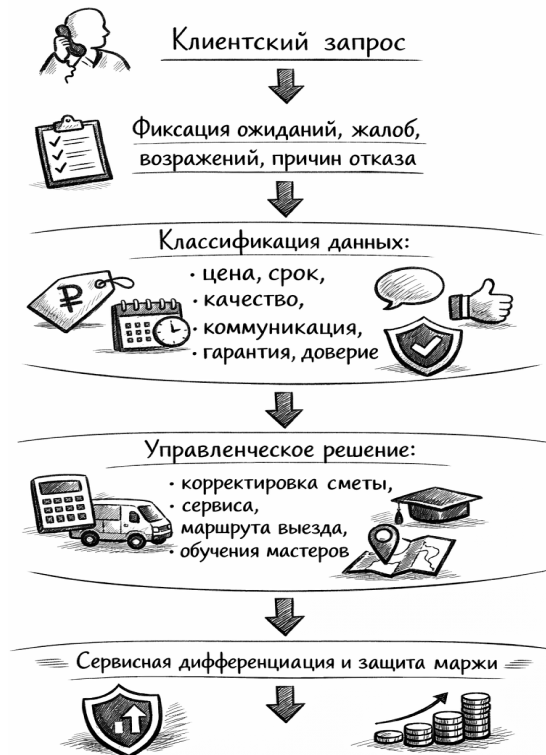 Клиентский запрос
Фиксация ожиданий, жалоб,
возражений, причин отказа
Классификация данных:
· цена, срок,
· качество,
· коммуникация,
· гарантия, доверие
₽
Управленческое решение:
· корректировка сметы,
· сервиса,
маршрута выезда,
· обучения мастеров
Сервисная дифференциация и защита маржи